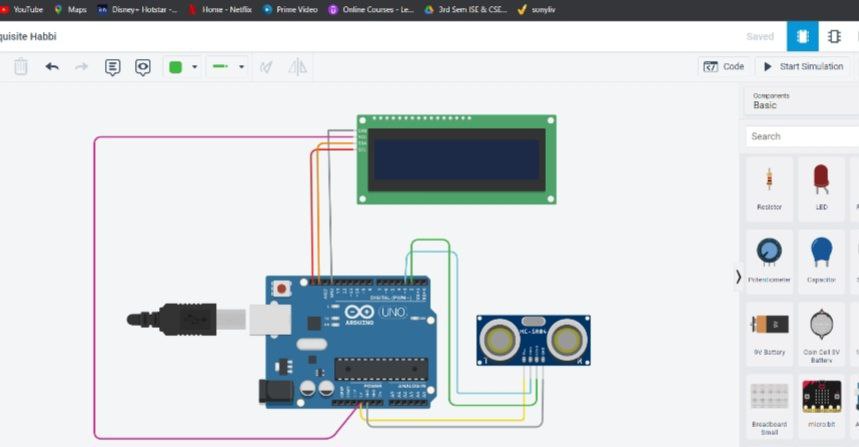 YouTube Maps Disney+ Hotstar -... Home - Netflix Prime Video Online Courses - Le... 3rd Sem ISE & CSE... sonyliv
quisite Habbi
Saved
Code Start Simulation
Components
Basic
Search
Resistor LED
Potentiometer Capacitor
9V Battery Coin Cell 3V
Battery
Breadboard
Small
micro:bit
DIGITAL (PWM~)
UNO
ARDUINO
POWER ANALOG IN
HC-SR04
T R